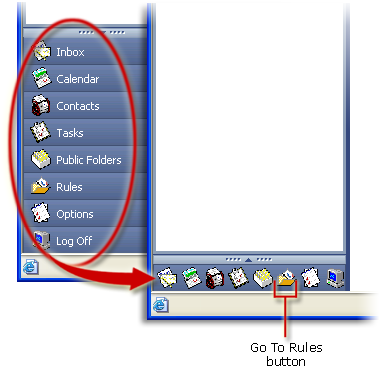 Inbox
Calendar
Contacts
Tasks
Public Folders
Rules
Options
Log Off
Go To Rules
button